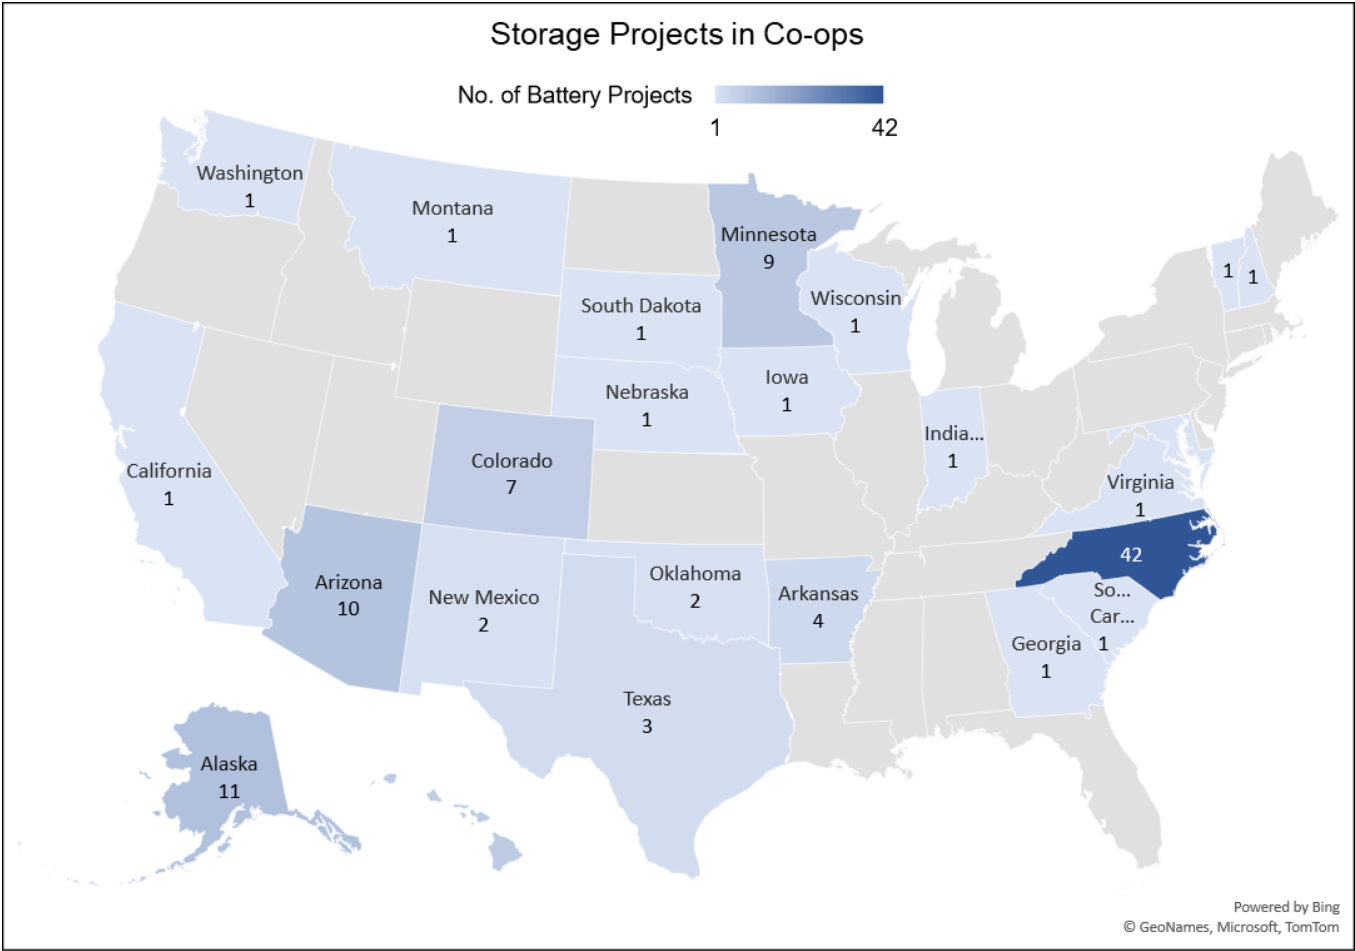 Storage Projects in Co-ops
No. of Battery Projects
1
42
Washington
1
Montana
1
Minnesota
9
South Dakota
1
Wisconsin
1
1
1
Nebraska
1
Iowa
1
India...
1
California
1
Colorado
7
Virginia
1
42
Arizona
10
New Mexico
2
Oklahoma
2
Arkansas
4
So...
Car...
1
Georgia
1
Texas
3
Alaska
11
Powered by Bing
© GeoNames, Microsoft, TomTom